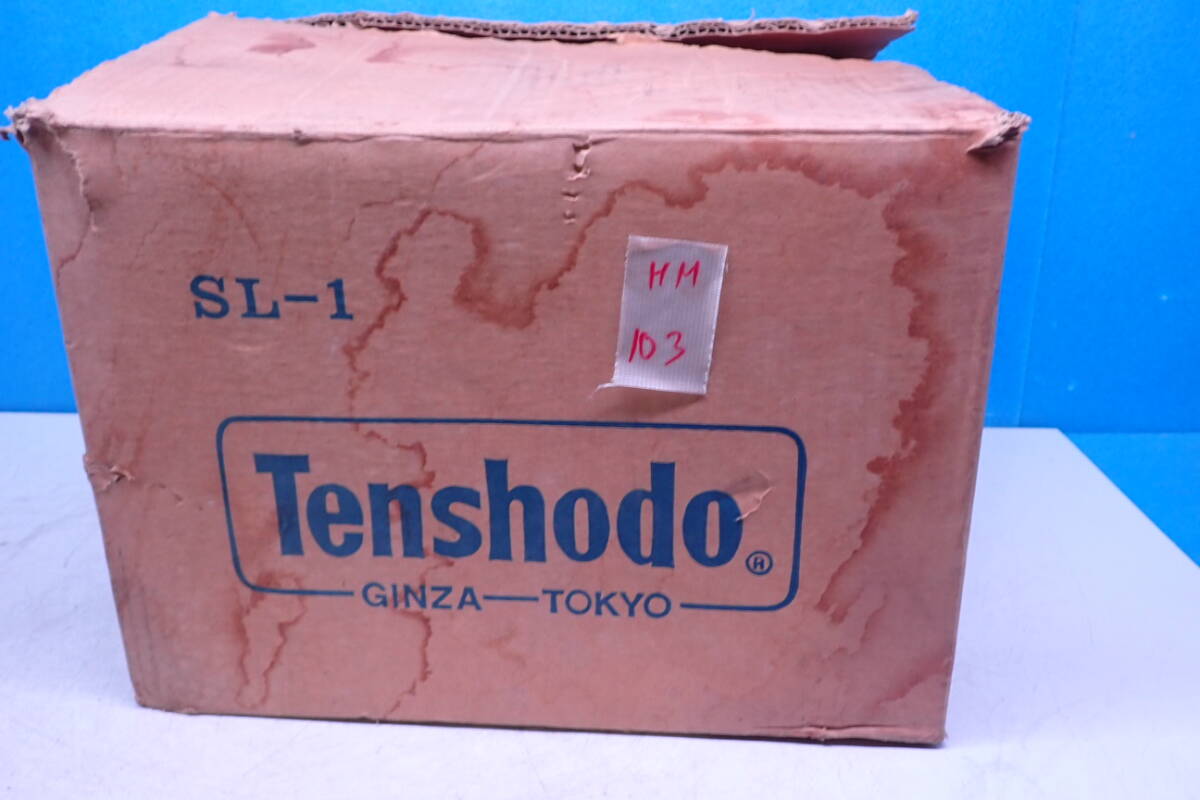 SL-1
HM
103
Tenshodo®
GINZA—TOKYO